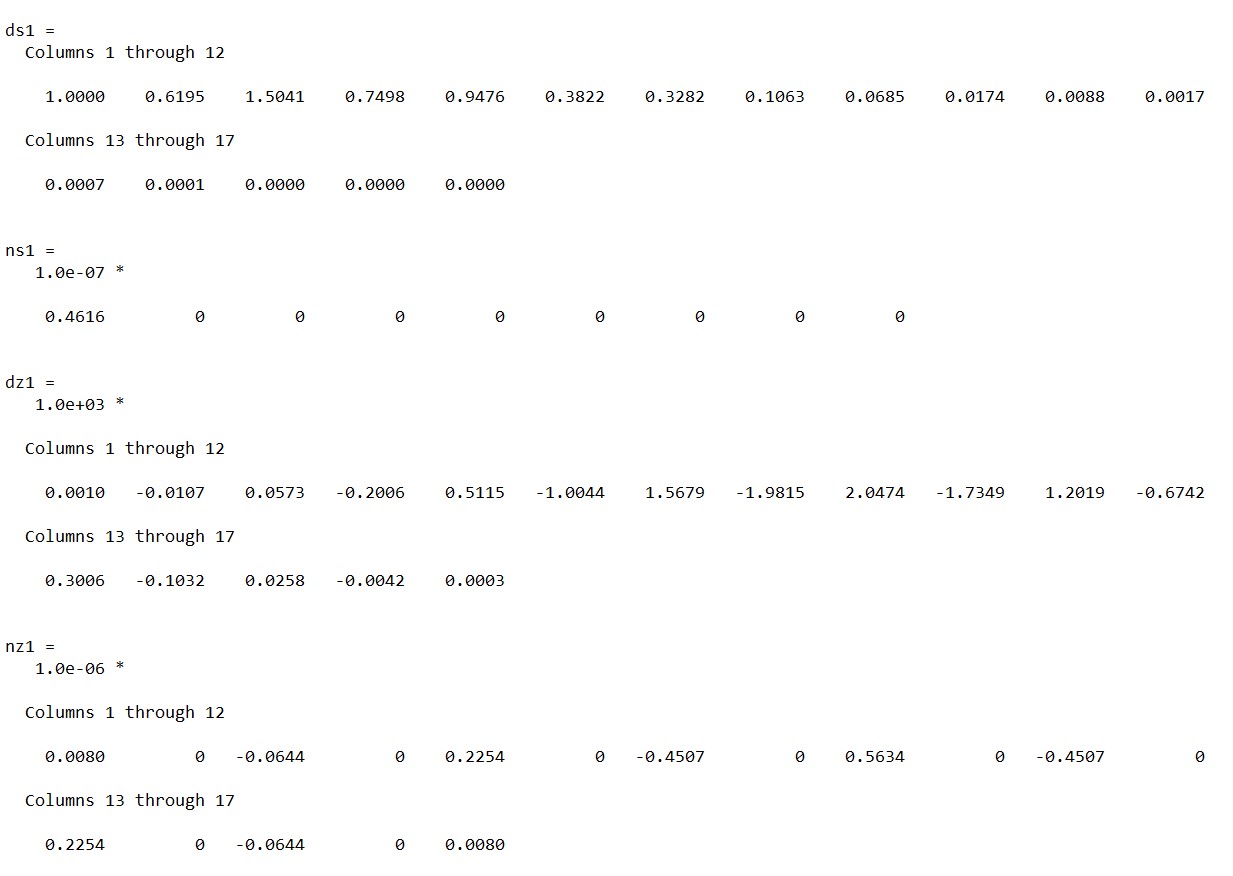 ds1 =
Columns 1 through 12
1.0000 0.6195 1.5041 0.7498 0.9476 0.3822 0.3282 0.1063 0.0685 0.0174 0.0088 0.0017
Columns 13 through 17
0.0007 0.0001 0.0000 0.0000 0.0000
ns1 =
1.0e-07 *
0.4616 0 0 0 0 0 0 0 0
dz1 =
1.0e+03 *
Columns 1 through 12
0.0010 -0.0107 0.0573 -0.2006 0.5115 -1.0044 1.5679 -1.9815 2.0474 -1.7349 1.2019 -0.6742
Columns 13 through 17
0.3006 -0.1032 0.0258 -0.0042 0.0003
nz1 =
1.0e-06 *
Columns 1 through 12
0.0080 0 -0.0644 0 0.2254 0 -0.4507 0 0.5634 0 -0.4507 0
Columns 13 through 17
0.2254 0 -0.0644 0 0.0080